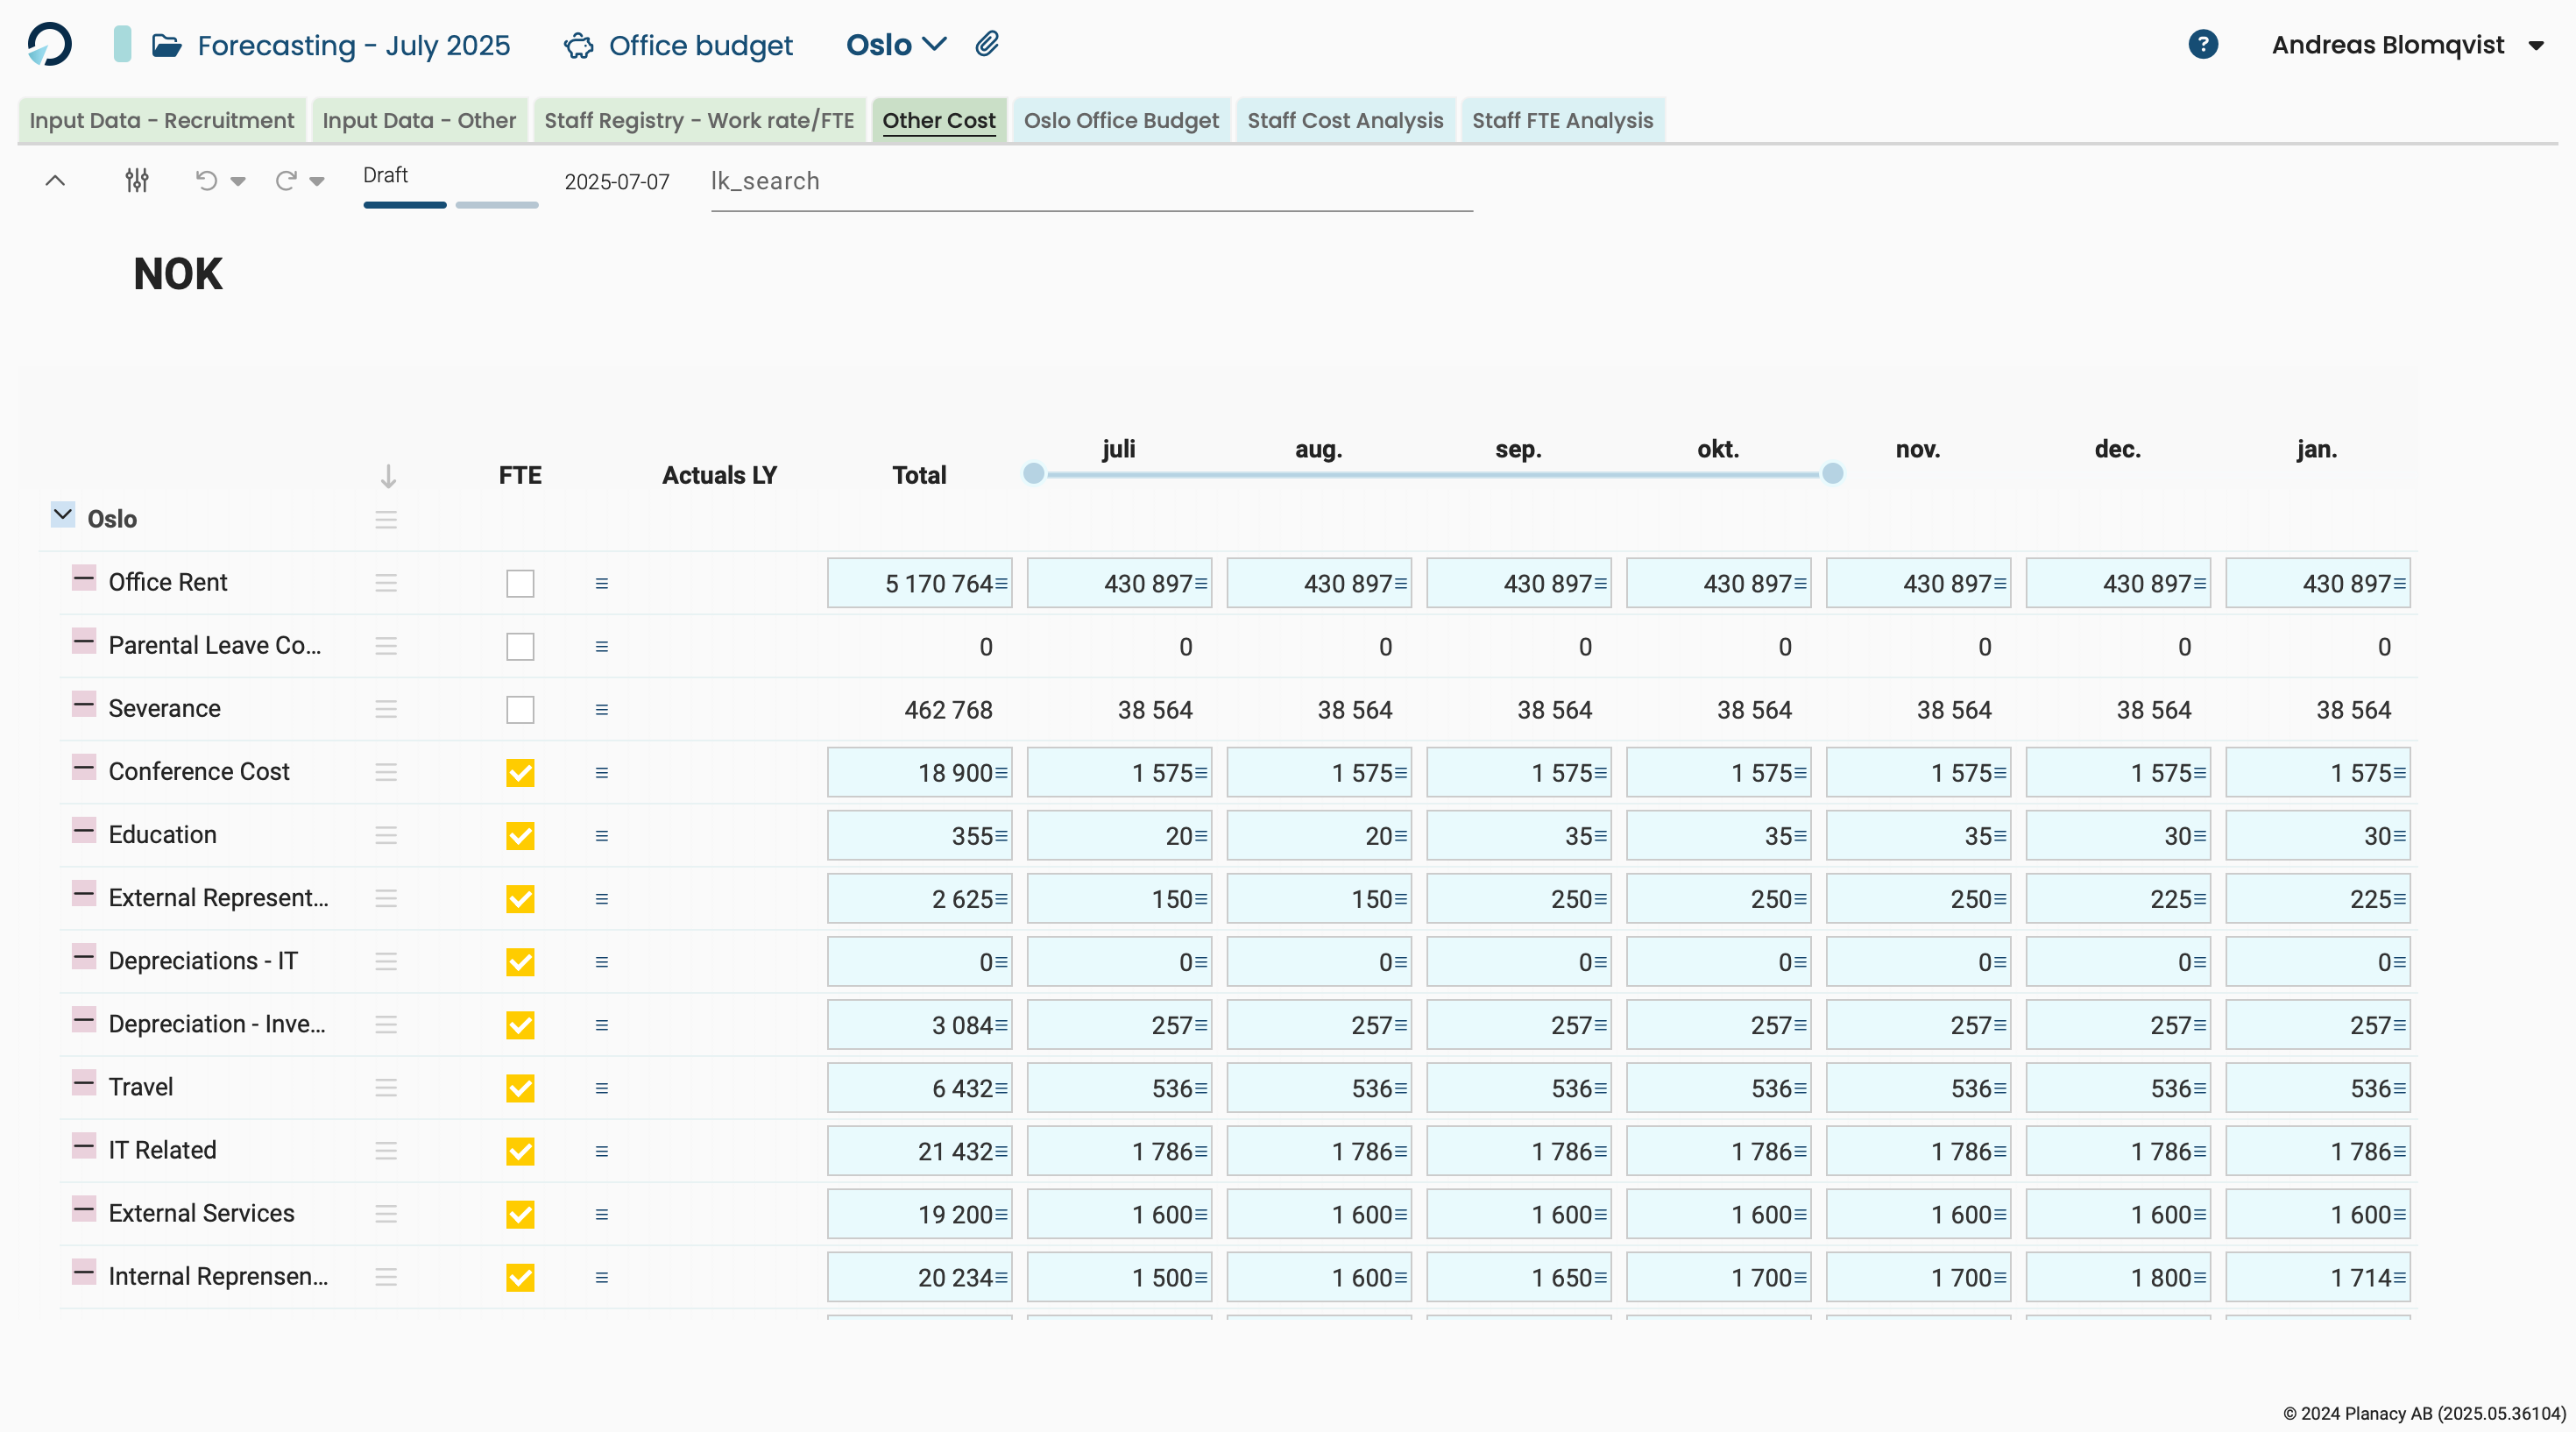 Forecasting - July 2025 Office budget Oslo ? Andreas Blomqvist
Input Data - Recruitment Input Data - Other Staff Registry - Work rate/FTE Other Cost Oslo Office Budget Staff Cost Analysis Staff FTE Analysis
Draft 2025-07-07 lk_search
NOK
juli aug. sep. okt. nov. dec. jan.
FTE Actuals LY Total
Oslo
Office Rent 5 170 764 430 897 430 897 430 897 430 897 430 897 430 897 430 897
Parental Leave Co... 0 0 0 0 0 0 0 0
Severance 462 768 38 564 38 564 38 564 38 564 38 564 38 564 38 564
Conference Cost 18 900 1 575 1 575 1 575 1 575 1 575 1 575 1 575
Education 355 20 20 35 35 35 30 30
External Represent... 2 625 150 150 250 250 250 225 225
Depreciations - IT 0 0 0 0 0 0 0 0
Depreciation - Inve... 3 084 257 257 257 257 257 257 257
Travel 6 432 536 536 536 536 536 536 536
IT Related 21 432 1 786 1 786 1 786 1 786 1 786 1 786 1 786
External Services 19 200 1 600 1 600 1 600 1 600 1 600 1 600 1 600
Internal Reprensen... 20 234 1 500 1 600 1 650 1 700 1 700 1 800 1 714
© 2024 Planacy AB (2025.05.36104)